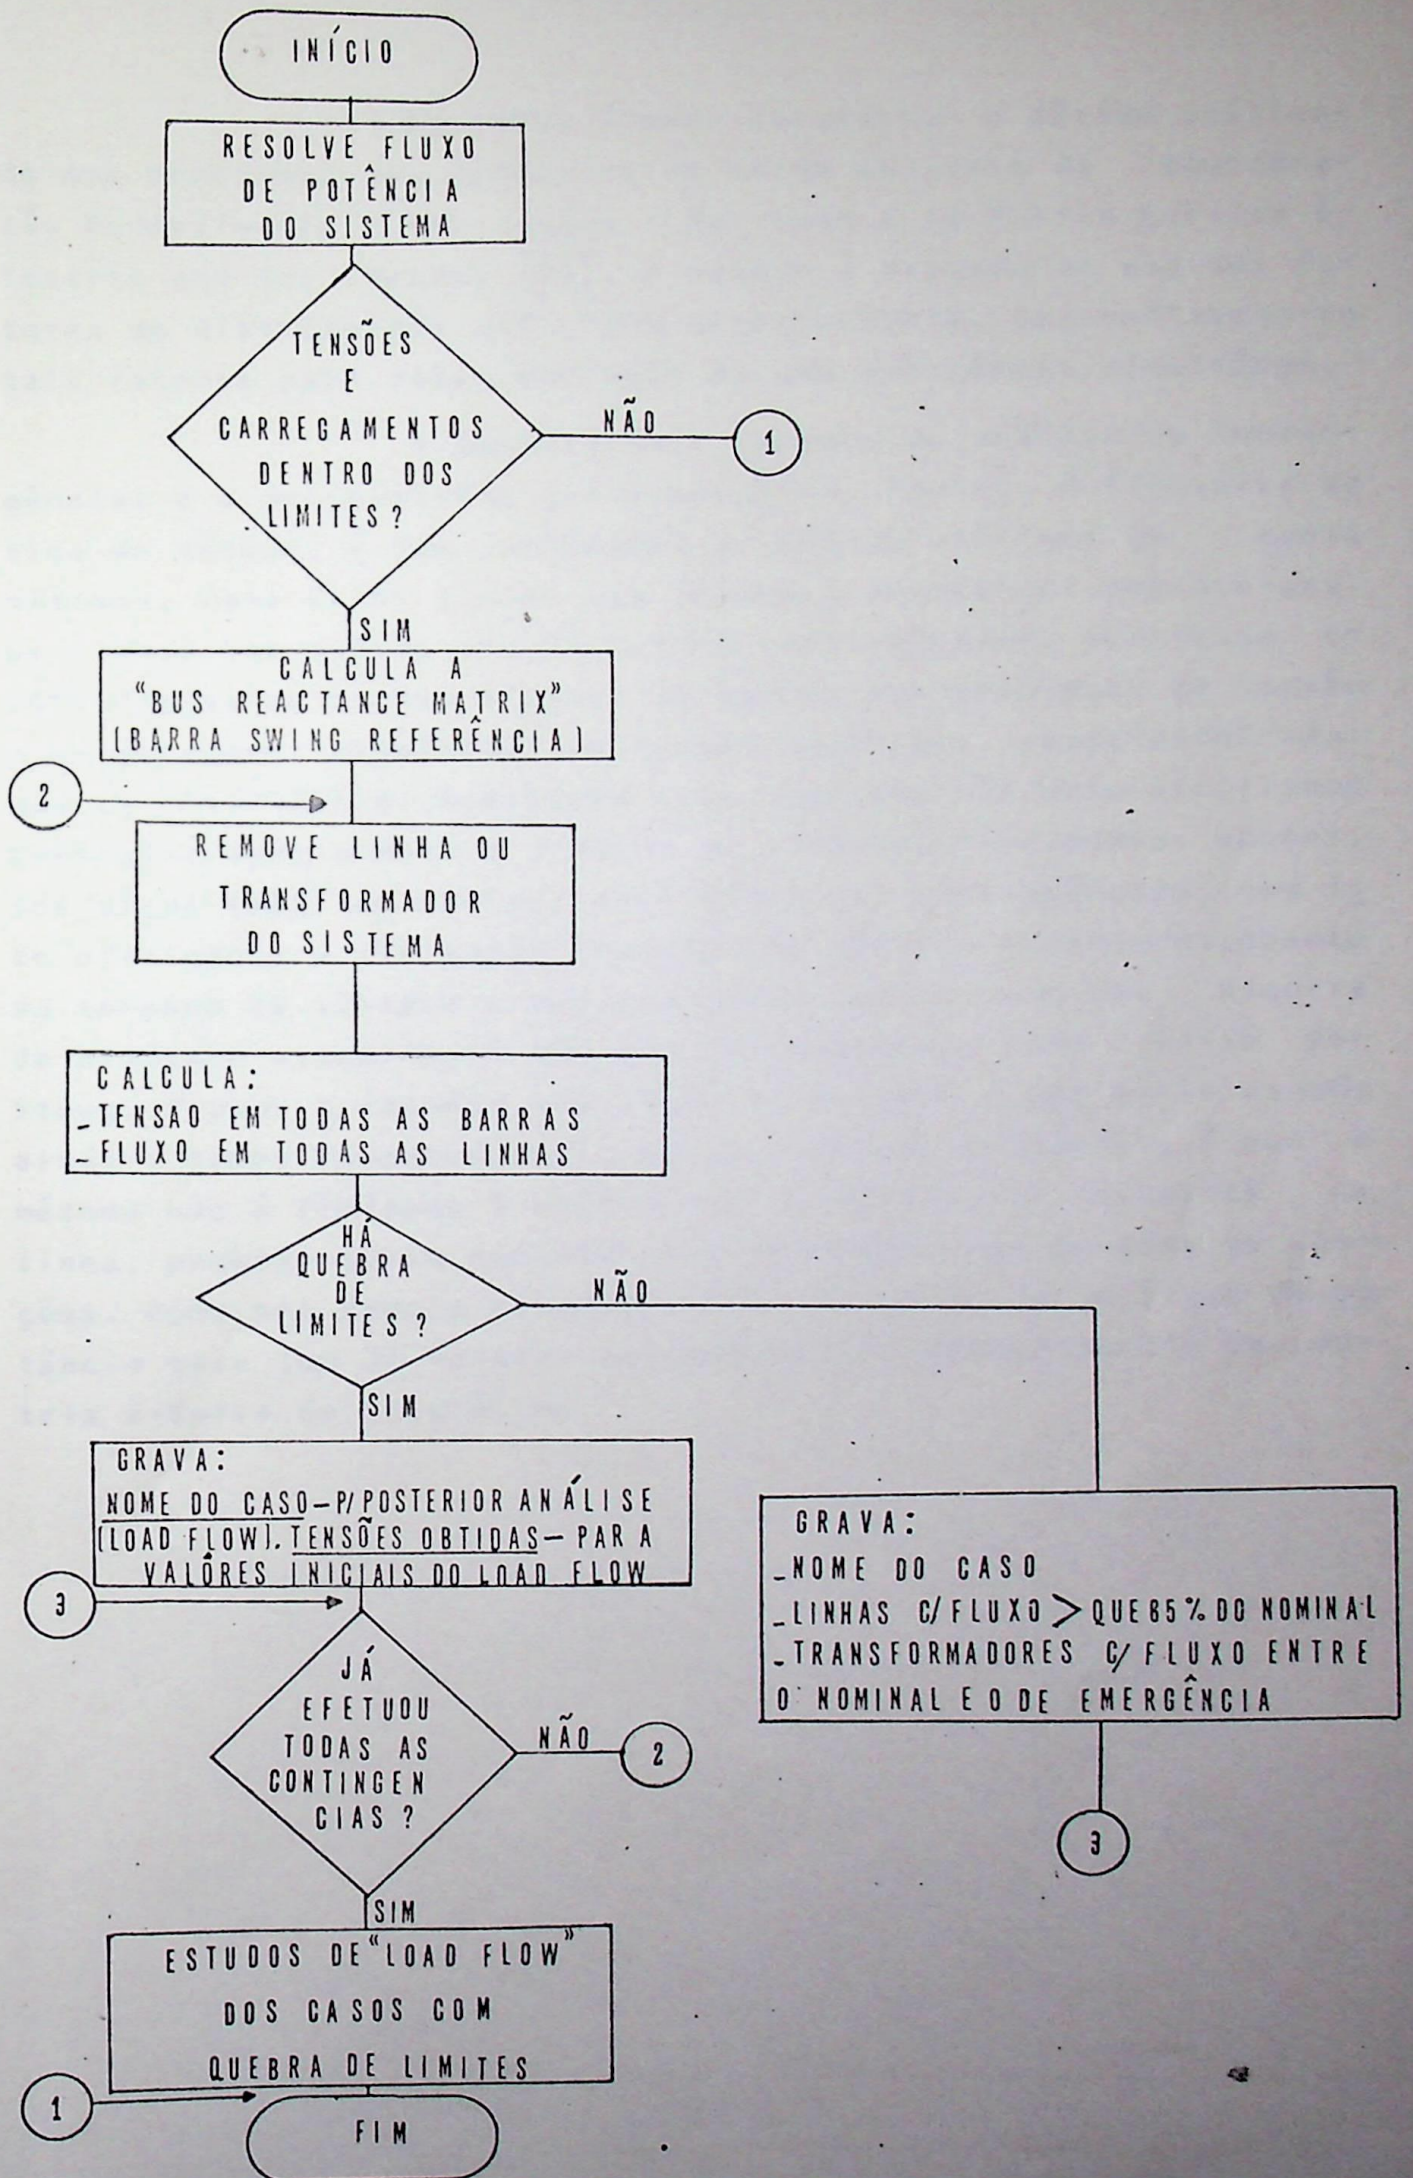 INÍCIO
RESOLVE FLUXO
DE POTÊNCIA
DO SISTEMA
TENSÕES
E
CARREGAMENTOS
DENTRO DOS
LIMITES?
NÃO
1
SIM
CALCULA A
"BUS REACTANCE MATRIX"
(BARRA SWING REFERÊNCIA)
2
REMOVE LINHA OU
TRANSFORMADOR
DO SISTEMA
CALCULA:
-TENSAO EM TODAS AS BARRAS
-FLUXO EM TODAS AS LINHAS
HÁ
QUEBRA
DE
LIMITES?
NÃO
SIM
GRAVA:
NOME DO CASO-P/POSTERIOR ANÁLISE
(LOAD FLOW). TENSÕES OBTIDAS-PARA
VALÔRES INICIAIS DO LOAD FLOW
GRAVA:
-NOME DO CASO
-LINHAS C/FLUXO > QUE 85% DO NOMINAL
-TRANSFORMADORES C/FLUXO ENTRE
O NOMINAL E O DE EMERGÊNCIA
3
3
JÁ
EFETUOU
TODAS AS
CONTINGEN
CIAS?
NÃO
2
SIM
ESTUDOS DE "LOAD FLOW"
DOS CASOS COM
QUEBRA DE LIMITES
1
FIM